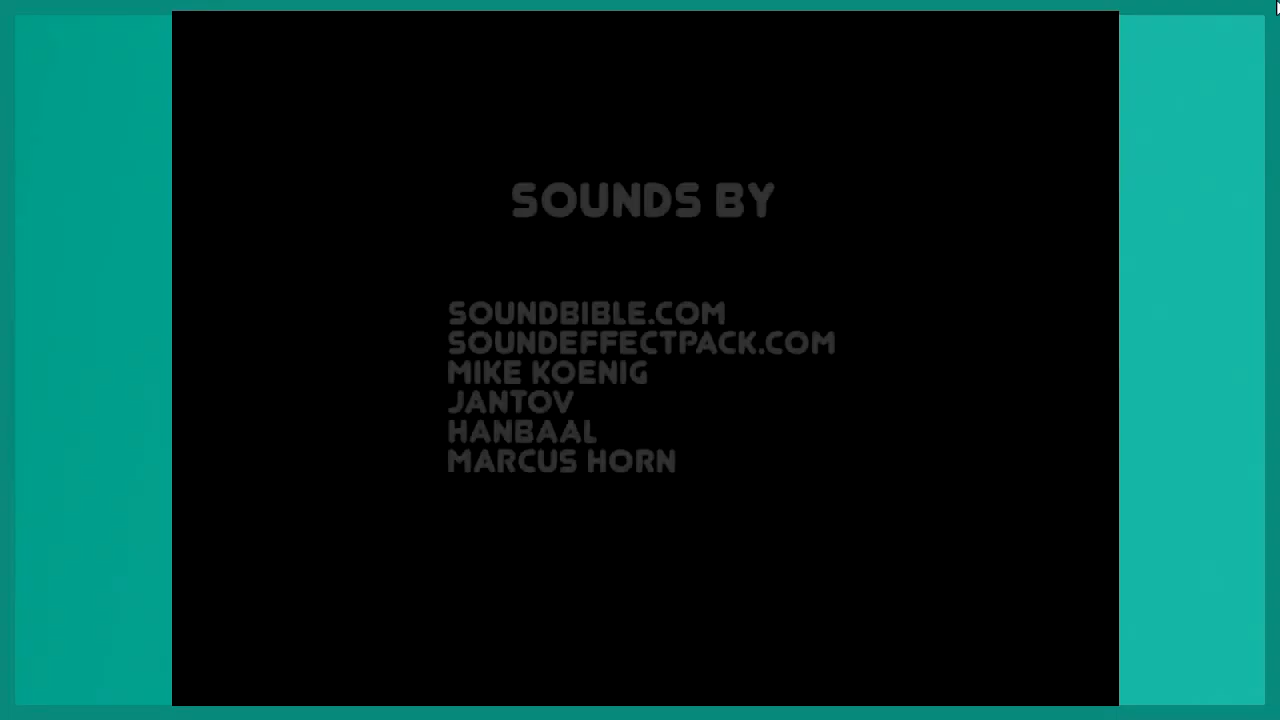 SOUNDS BY
SOUNDBIBLE.COM
SOUNDEFFECTPACK.COM
MIKE KOENIG
JANTOV
HANBAAL
MARCUS HORN